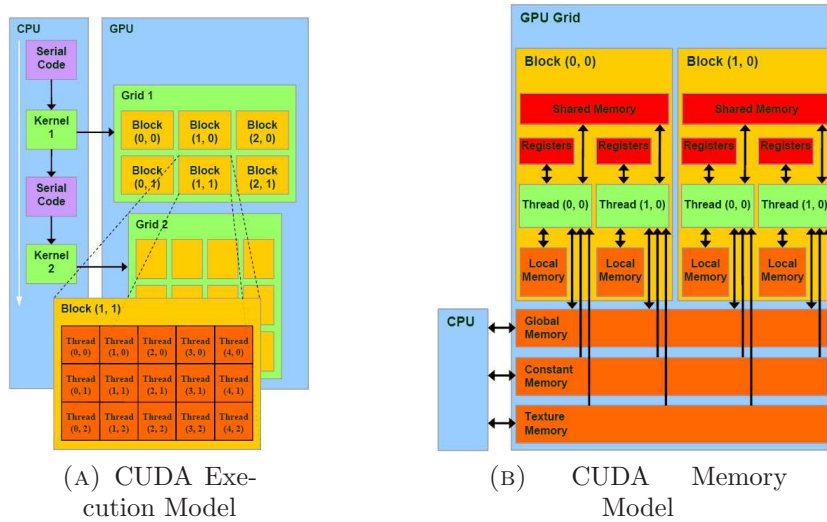 CPU
GPU
Serial
Code
Kernel
1
Serial
Code
Kernel
2
Grid 1
Block
(0, 0)
Block
(1, 0)
Block
(2, 0)
Block
(0, 1)
Block
(1, 1)
Block
(2, 1)
Grid 2
Block (1, 1)
Thread
(0, 0)
Thread
(1, 0)
Thread
(2, 0)
Thread
(3, 0)
Thread
(4, 0)
Thread
(0, 1)
Thread
(1, 1)
Thread
(2, 1)
Thread
(3, 1)
Thread
(4, 1)
Thread
(0, 2)
Thread
(1, 2)
Thread
(2, 2)
Thread
(3, 2)
Thread
(4, 2)
(A) CUDA Exe-
cution Model
GPU Grid
Block (0, 0)
Block (1, 0)
Shared Memory
Shared Memory
Registers
Registers
Registers
Registers
Thread (0, 0)
Thread (1, 0)
Thread (0, 0)
Thread (1, 0)
Local
Memory
Local
Memory
Local
Memory
Local
Memory
CPU
Global
Memory
Constant
Memory
Texture
Memory
(B) CUDA Memory
Model